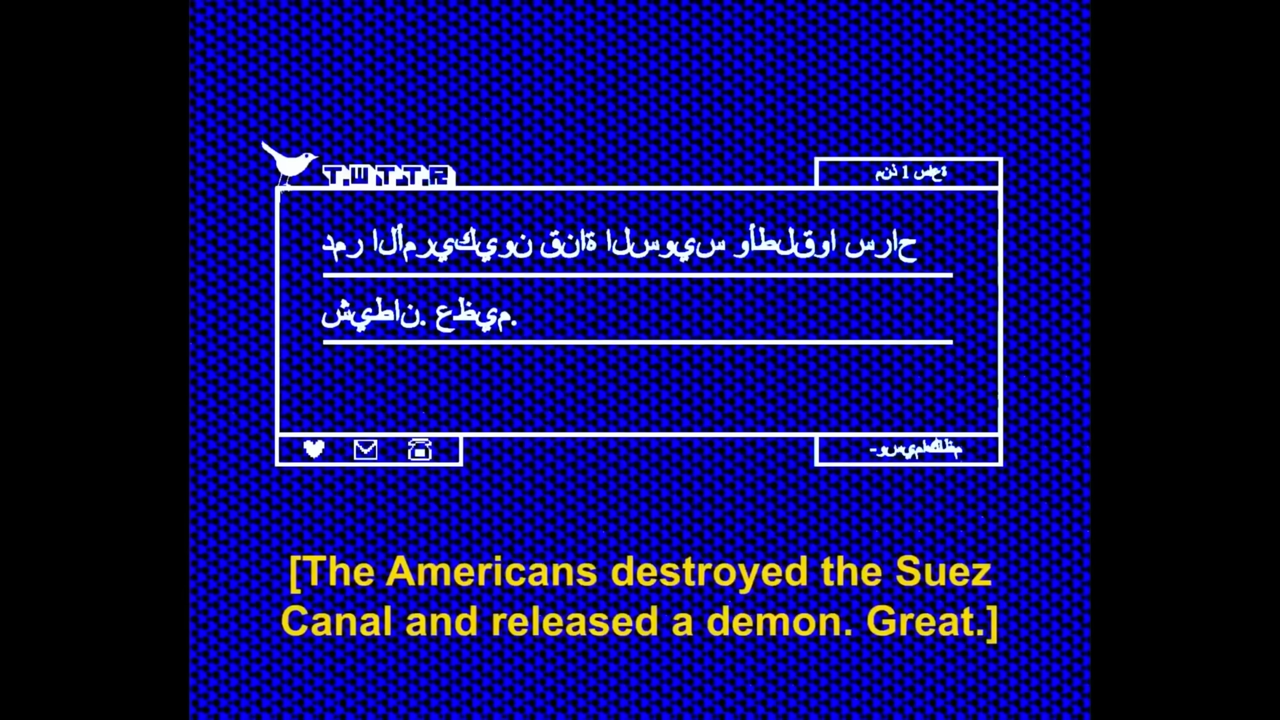 T.W.T.T.R
منذ 1 ساعة
دمر الأمريكيون قناة السويس وأطلقوا سراح
شيطان. عظيم.
[The Americans destroyed the Suez
Canal and released a demon. Great.]